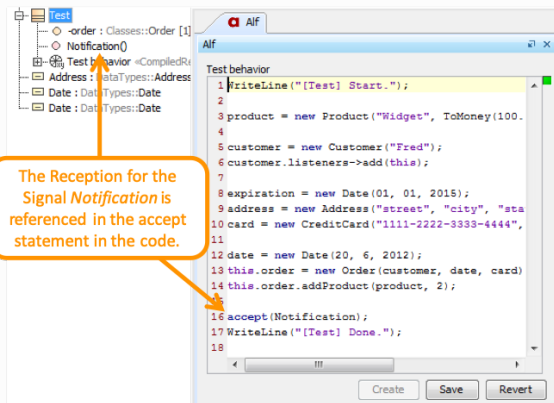 Test
-order : Classes::Order [1]
Notification()
Test behavior «CompiledRe
Address : DataTypes::Address
Date : DataTypes::Date
Date : DataTypes::Date
The Reception for the
Signal Notification is
referenced in the accept
statement in the code.
a Alf
Alf
Test behavior
1 WriteLine("[Test] Start.");
2
3 product = new Product("Widget", ToMoney(100.
4
5 customer = new Customer("Fred");
6 customer.listeners->add(this);
7
8 expiration = new Date(01, 01, 2015);
9 address = new Address("street", "city", "sta
10 card = new CreditCard("1111-2222-3333-4444",
11
12 date = new Date(20, 6, 2012);
13 this.order = new Order(customer, date, card)
14 this.order.addProduct(product, 2);
15
16 accept(Notification);
17 WriteLine("[Test] Done.");
18
Create Save Revert